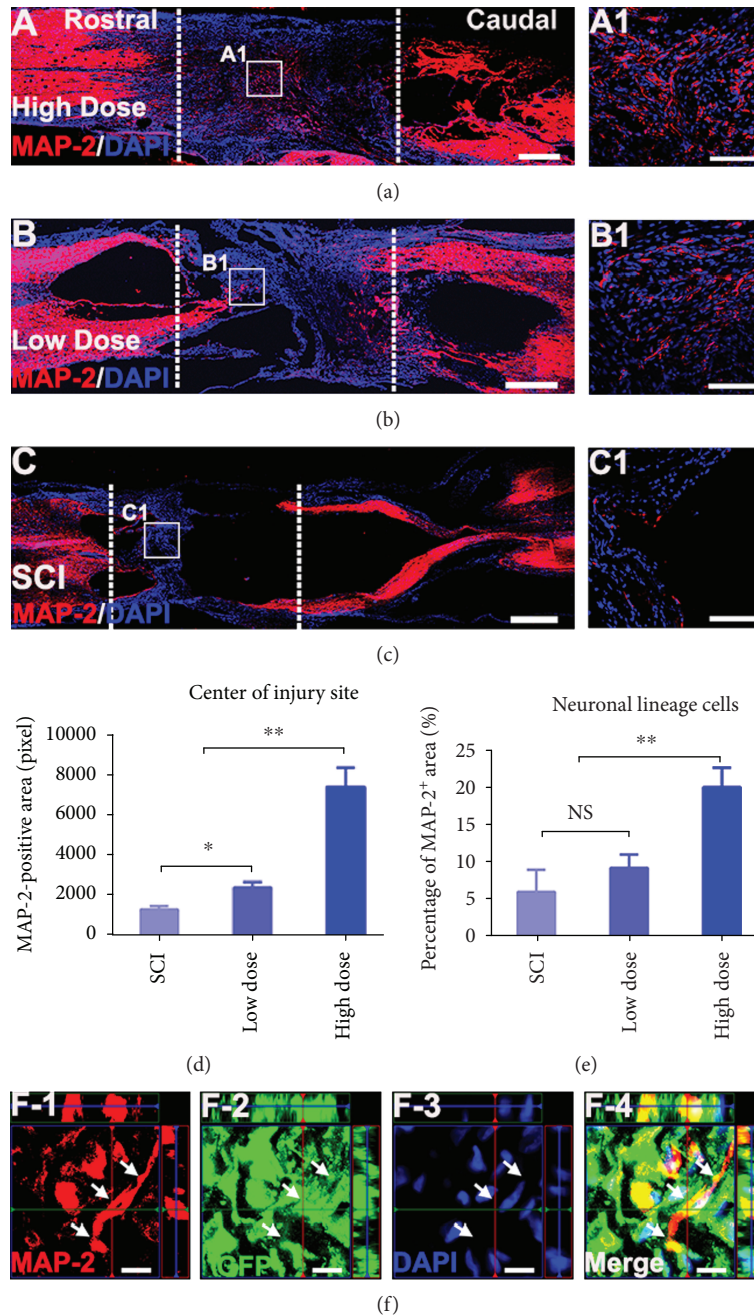 A Rostral Caudal A1
A1
High Dose
MAP-2/DAPI
(a)
B B1
B1
Low Dose
MAP-2/DAPI
(b)
C C1
C1
SCI
MAP-2/DAPI
(c)
Center of injury site
MAP-2-positive area (pixel)
10000
8000
6000
4000
2000
0
**
*
SCI
Low dose
High dose
(d)
Neuronal lineage cells
Percentage of MAP-2+ area (%)
25
20
15
10
5
0
**
NS
SCI
Low dose
High dose
(e)
F-1 F-2 F-3 F-4
MAP-2 GFP DAPI Merge
(f)